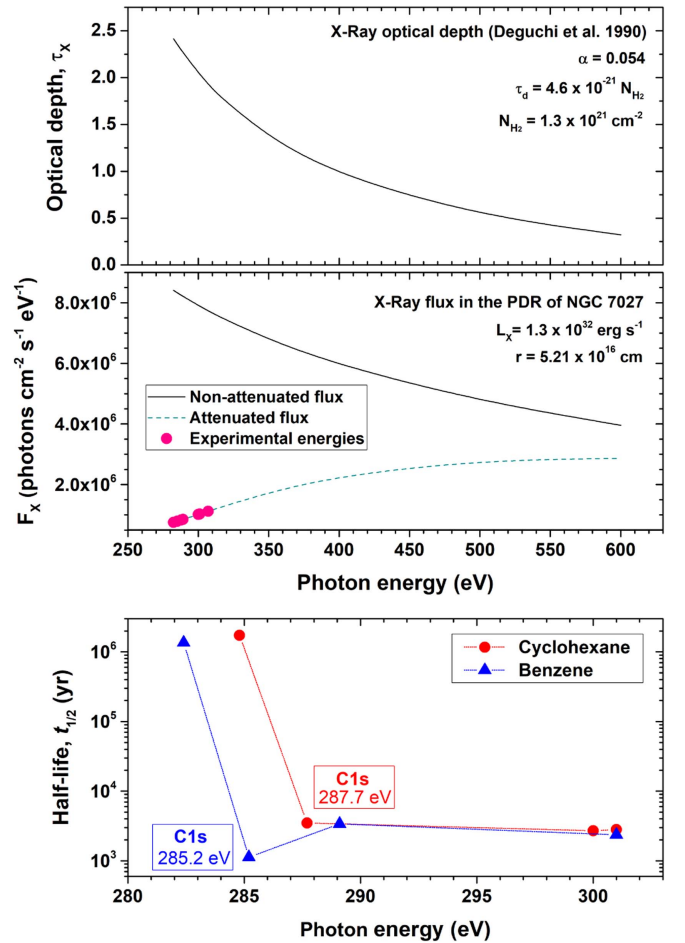 X-Ray optical depth (Deguchi et al. 1990)
α = 0.054
τd = 4.6 x 10-21 NH2
NH2 = 1.3 x 1021 cm-2
Optical depth, τX
2.5
2.0
1.5
1.0
0.5
0.0
X-Ray flux in the PDR of NGC 7027
LX= 1.3 x 1032 erg s-1
r = 5.21 x 1016 cm
Non-attenuated flux
Attenuated flux
Experimental energies
FX (photons cm-2 s-1 eV-1)
8.0x106
6.0x106
4.0x106
2.0x106
250 300 350 400 450 500 550 600
Photon energy (eV)
Half-life, t1/2 (yr)
106
105
104
103
Cyclohexane
Benzene
C1s
287.7 eV
C1s
285.2 eV
280 285 290 295 300
Photon energy (eV)